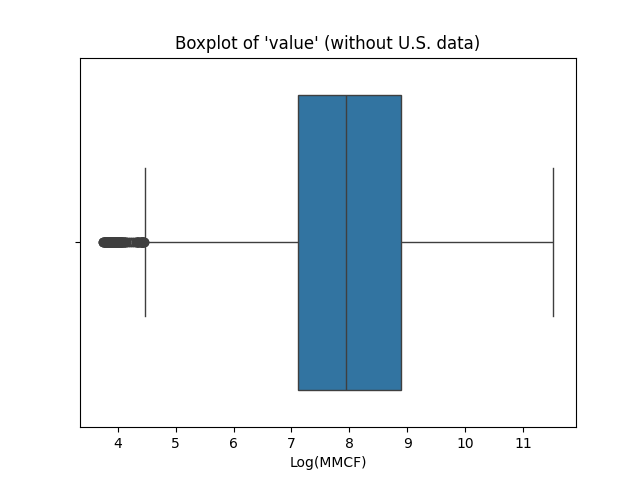 Boxplot of 'value' (without U.S. data)
4 5 6 7 8 9 10 11
Log(MMCF)